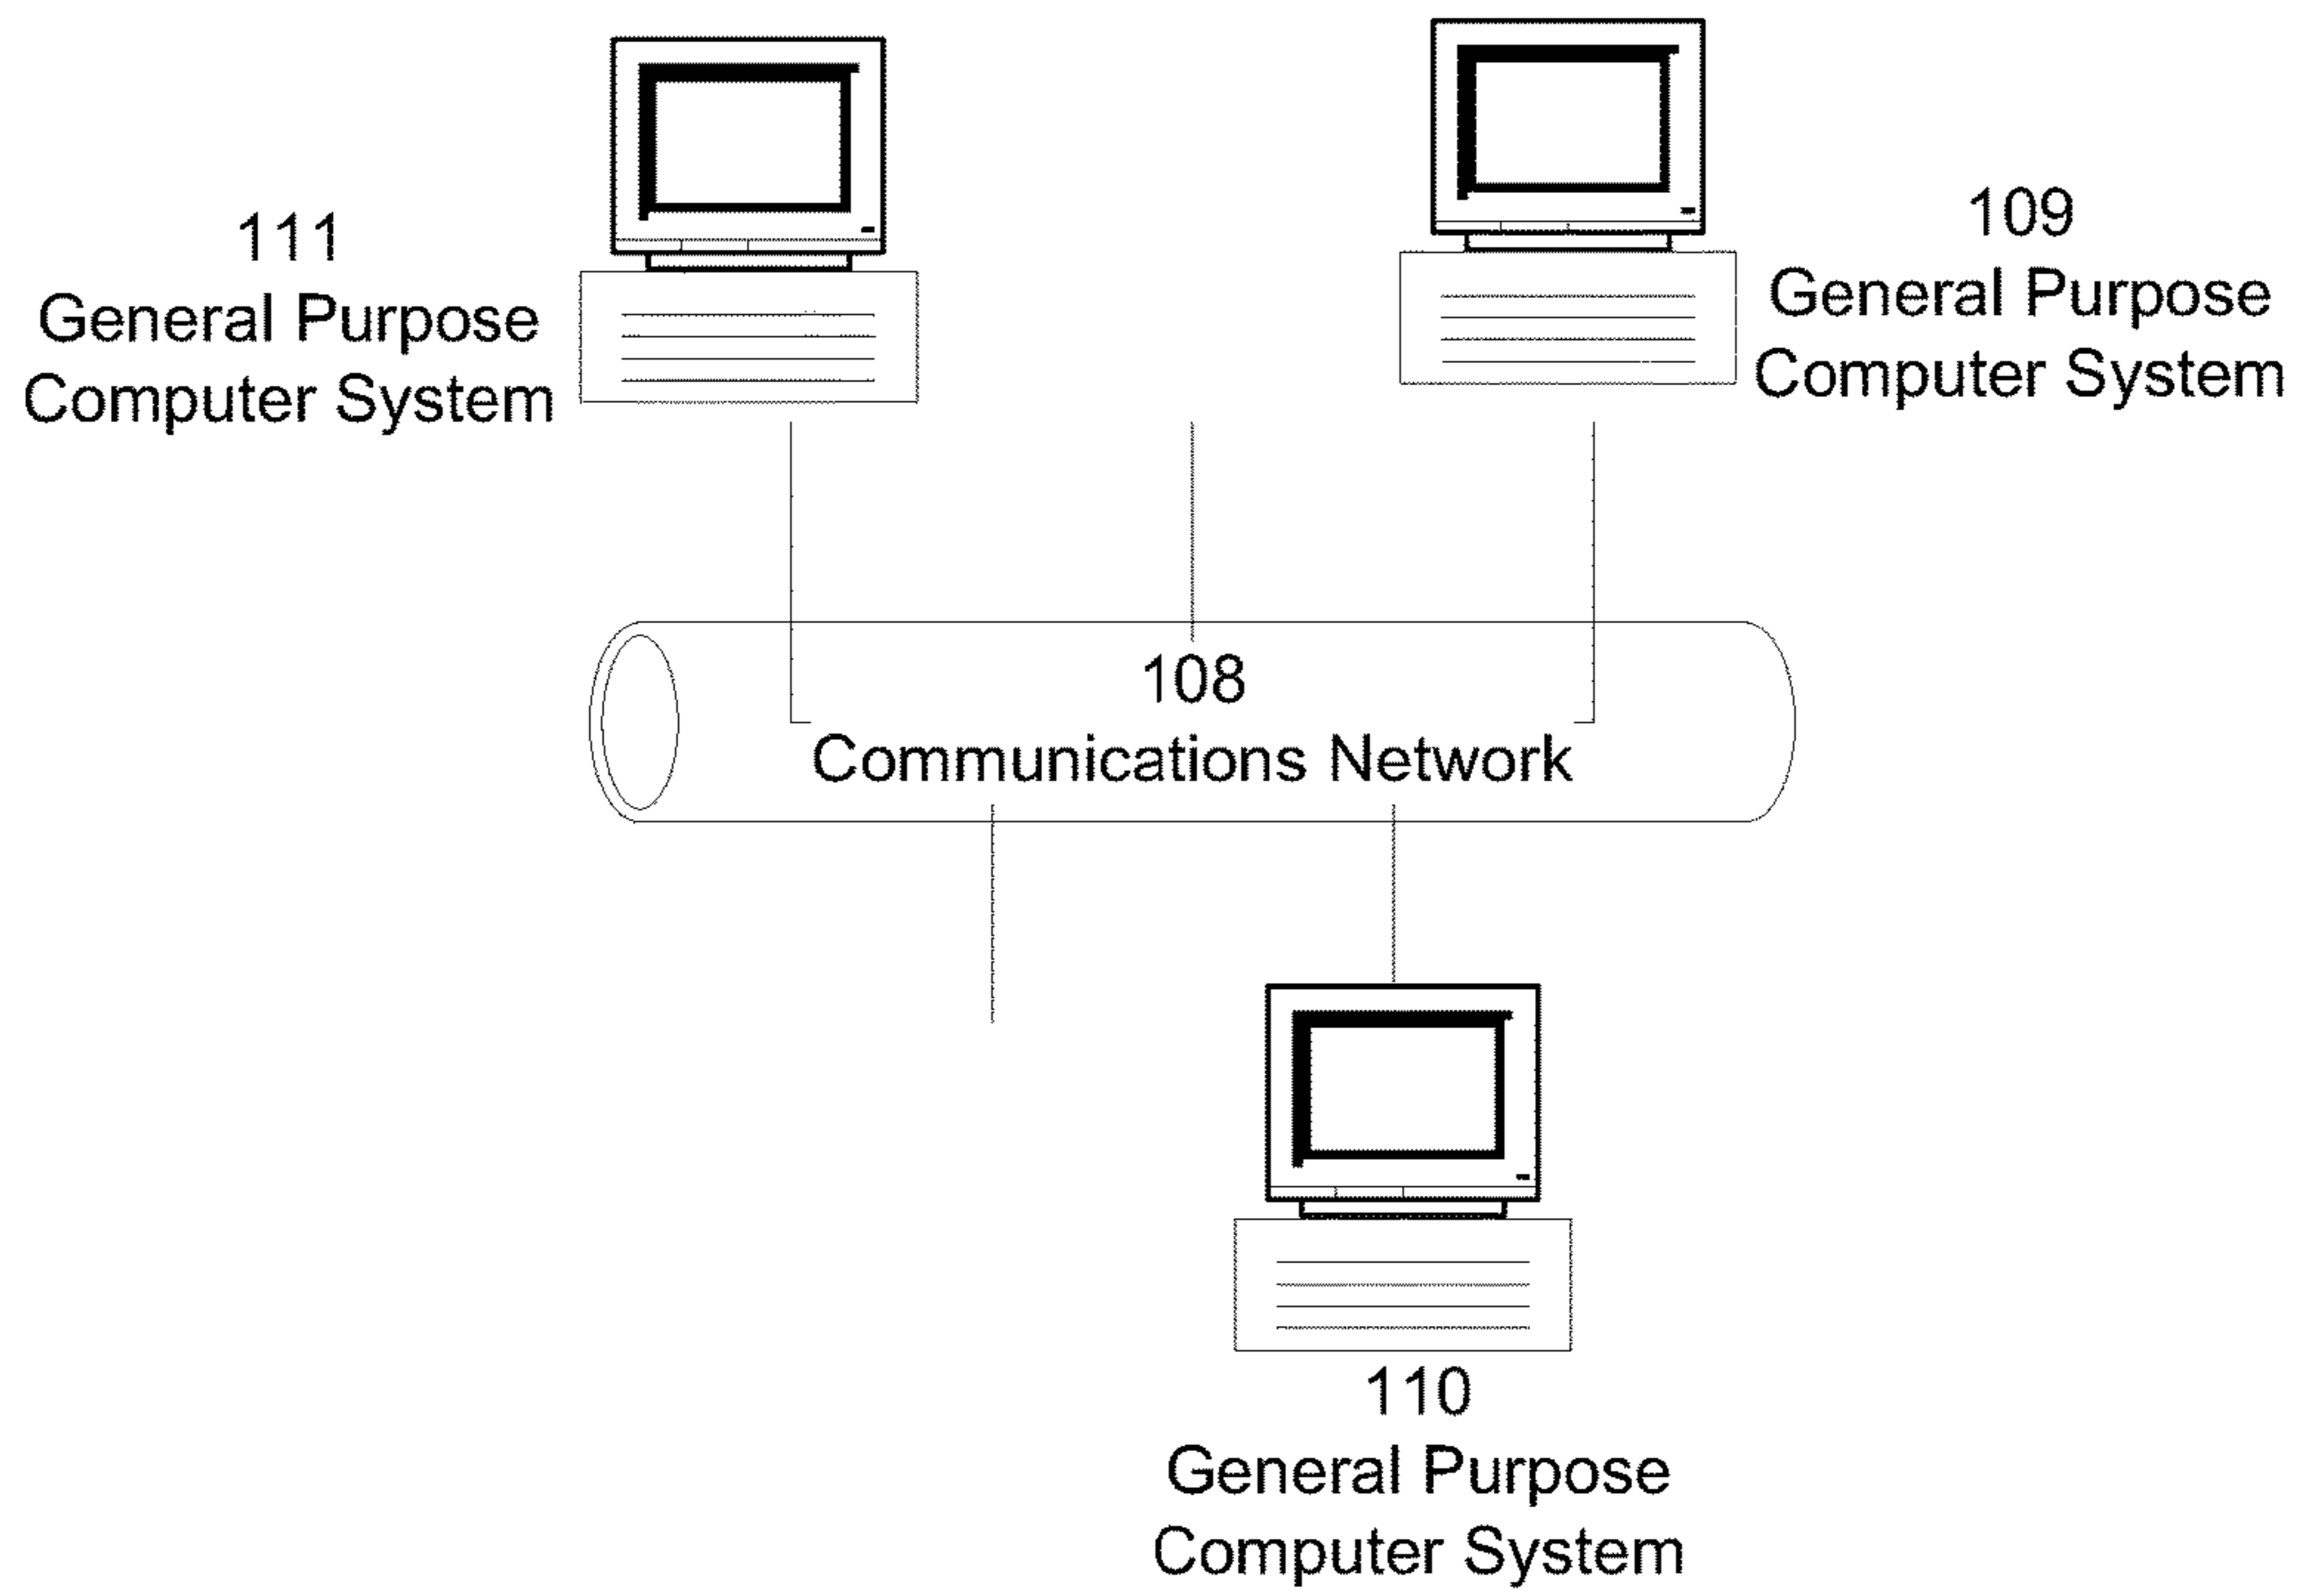 111
General Purpose
Computer System
109
General Purpose
Computer System
108
Communications Network
110
General Purpose
Computer System